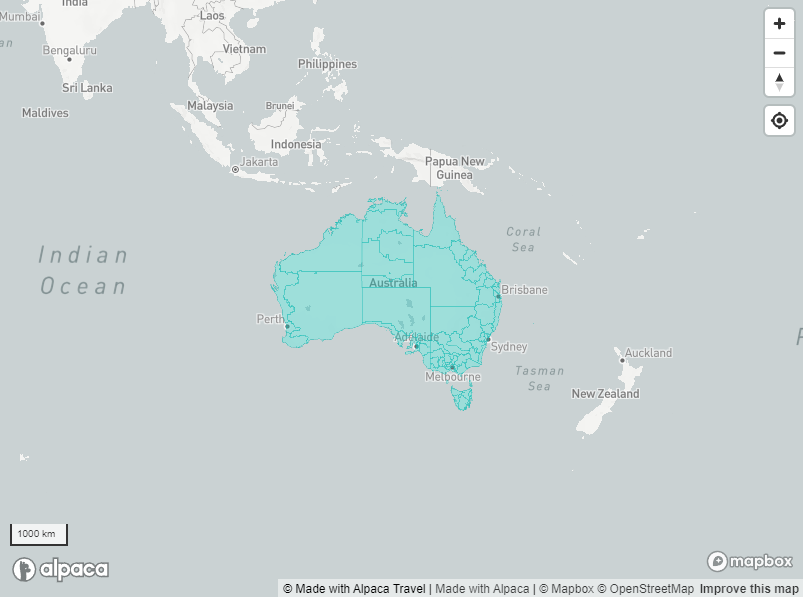 India
Laos
Mumbai
Vietnam
Bengaluru
Philippines
Sri Lanka
Malaysia
Brunei
Maldives
Indonesia
Jakarta
Papua New
Guinea
Coral
Sea
Indian
Ocean
Australia
Brisbane
Perth
Adelaide
Sydney
Auckland
Melbourne
Tasman
Sea
New Zealand
1000 km
alpaca
mapbox
© Made with Alpaca Travel | Made with Alpaca | © Mapbox © OpenStreetMap Improve this map